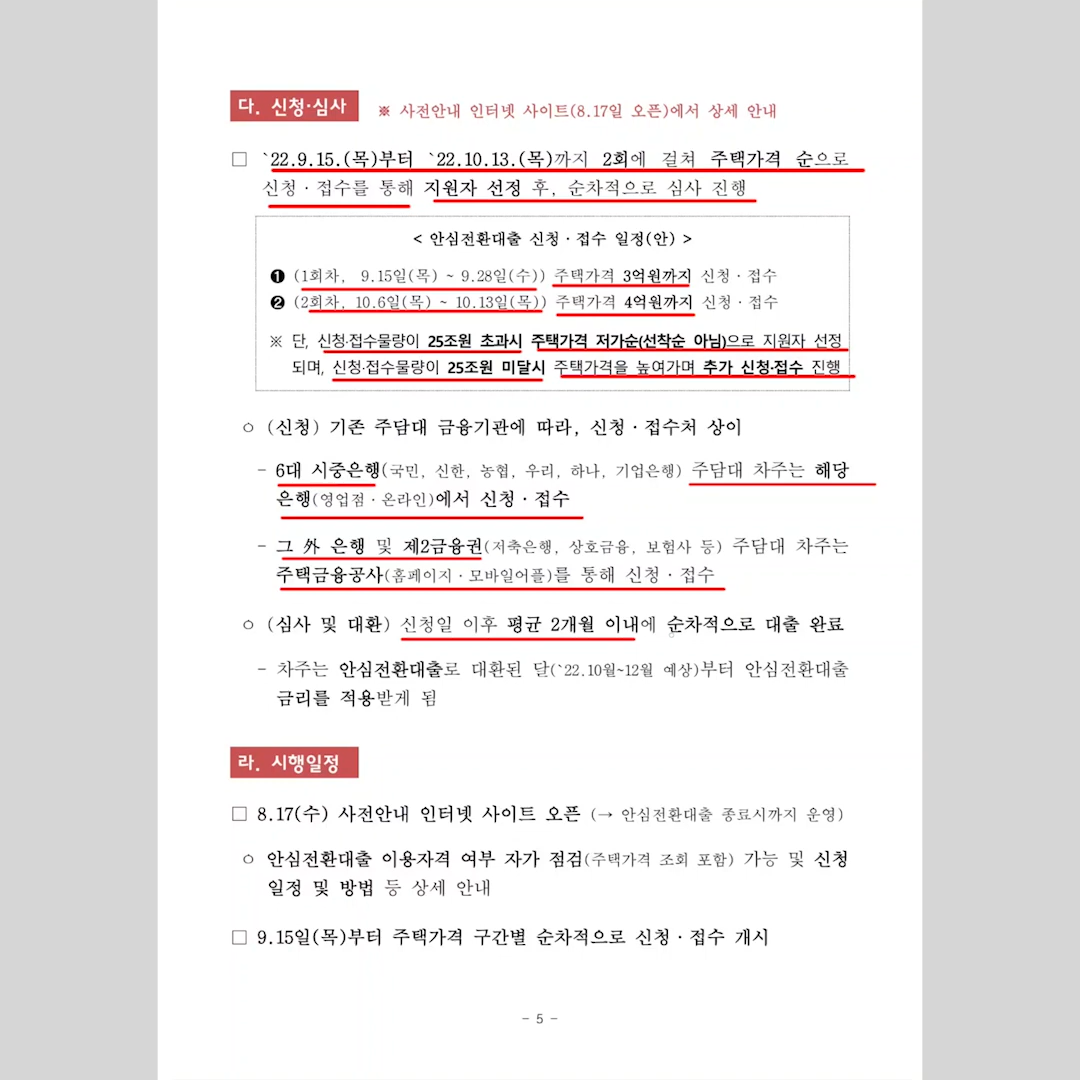 다. 신청·심사 ※ 사전안내 인터넷 사이트(8.17일 오픈)에서 상세 안내
□ `22.9.15.(목)부터 `22.10.13.(목)까지 2회에 걸쳐 주택가격 순으로
신청·접수를 통해 지원자 선정 후, 순차적으로 심사 진행
< 안심전환대출 신청·접수 일정(안) >
❶ (1회차, 9.15일(목) ~ 9.28일(수)) 주택가격 3억원까지 신청·접수
❷ (2회차, 10.6일(목) ~ 10.13일(목)) 주택가격 4억원까지 신청·접수
※ 단, 신청·접수물량이 25조원 초과시 주택가격 저가순(선착순 아님)으로 지원자 선정
되며, 신청·접수물량이 25조원 미달시 주택가격을 높여가며 추가 신청·접수 진행
ㅇ (신청) 기존 주담대 금융기관에 따라, 신청·접수처 상이
- 6대 시중은행(국민, 신한, 농협, 우리, 하나, 기업은행) 주담대 차주는 해당
은행(영업점·온라인)에서 신청·접수
- 그 外 은행 및 제2금융권(저축은행, 상호금융, 보험사 등) 주담대 차주는
주택금융공사(홈페이지·모바일어플)를 통해 신청·접수
ㅇ (심사 및 대환) 신청일 이후 평균 2개월 이내에 순차적으로 대출 완료
- 차주는 안심전환대출로 대환된 달(`22.10월~12월 예상)부터 안심전환대출
금리를 적용받게 됨
라. 시행일정
□ 8.17(수) 사전안내 인터넷 사이트 오픈 (→ 안심전환대출 종료시까지 운영)
ㅇ 안심전환대출 이용자격 여부 자가 점검(주택가격 조회 포함) 가능 및 신청
일정 및 방법 등 상세 안내
□ 9.15일(목)부터 주택가격 구간별 순차적으로 신청·접수 개시
- 5 -